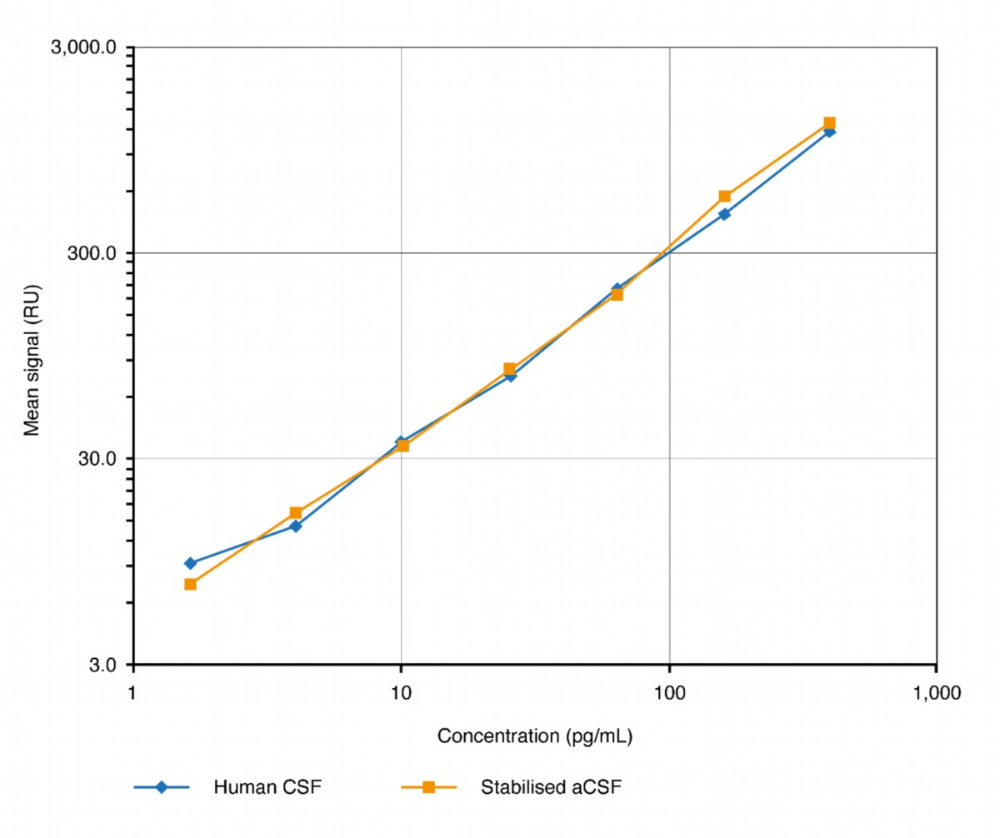 3,000.0
300.0
30.0
3.0
Mean signal (RU)
1 10 100 1,000
Concentration (pg/mL)
Human CSF Stabilised aCSF